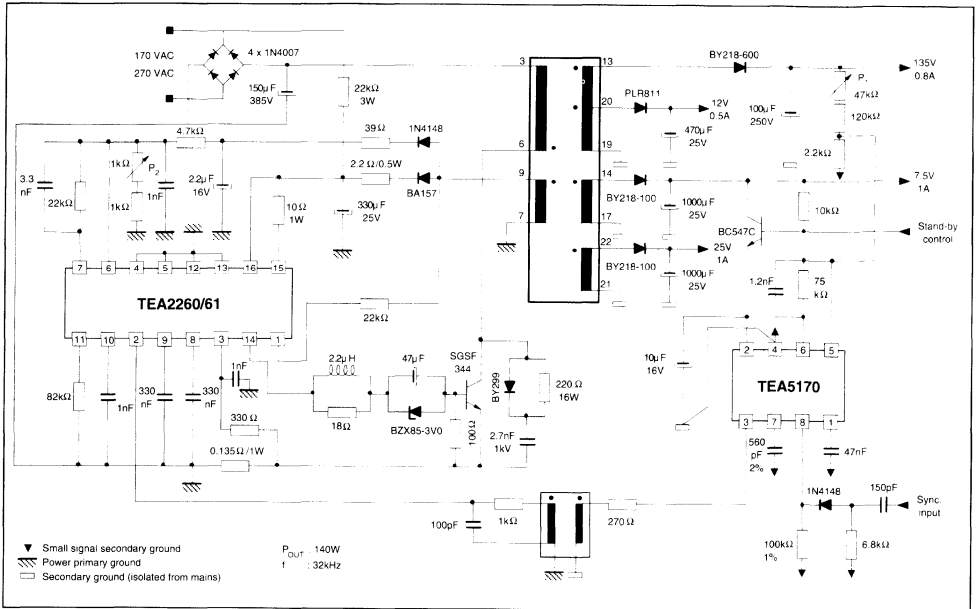 170 VAC
270 VAC
4 x 1N4007
150µF
385V
22kΩ
3W
4.7kΩ
39Ω
1N4148
2.2Ω/0.5W
BA157
3.3
nF
22kΩ
1kΩ
P2
1kΩ
1nF
2.2µF
16V
10Ω
1W
330µF
25V
7
6
4
5
12
13
16
15
TEA2260/61
11
10
2
9
8
3
14
1
22kΩ
82kΩ
1nF
330
nF
330
nF
1nF
330Ω
0.135Ω/1W
2.2µH
18Ω
47µF
BZX85-3V0
SGSF
344
100Ω
BY299
220Ω
16W
2.7nF
1kV
3
6
9
7
13
20
19
14
17
22
21
BY218-600
135V
0.8A
PLR811
12V
0.5A
470µF
25V
100µF
250V
P1
47kΩ
120kΩ
2.2kΩ
7.5V
1A
BY218-100
1000µF
25V
BC547C
10kΩ
Stand-by
control
BY218-100
25V
1A
1000µF
25V
1.2nF
75
kΩ
10µF
16V
2
4
6
5
TEA5170
3
7
8
1
560
pF
2%
47nF
1N4148
150pF
Sync.
input
100kΩ
1%
6.8kΩ
100pF
1kΩ
270Ω
Small signal secondary ground
Power primary ground
Secondary ground (isolated from mains)
POUT : 140W
f : 32kHz